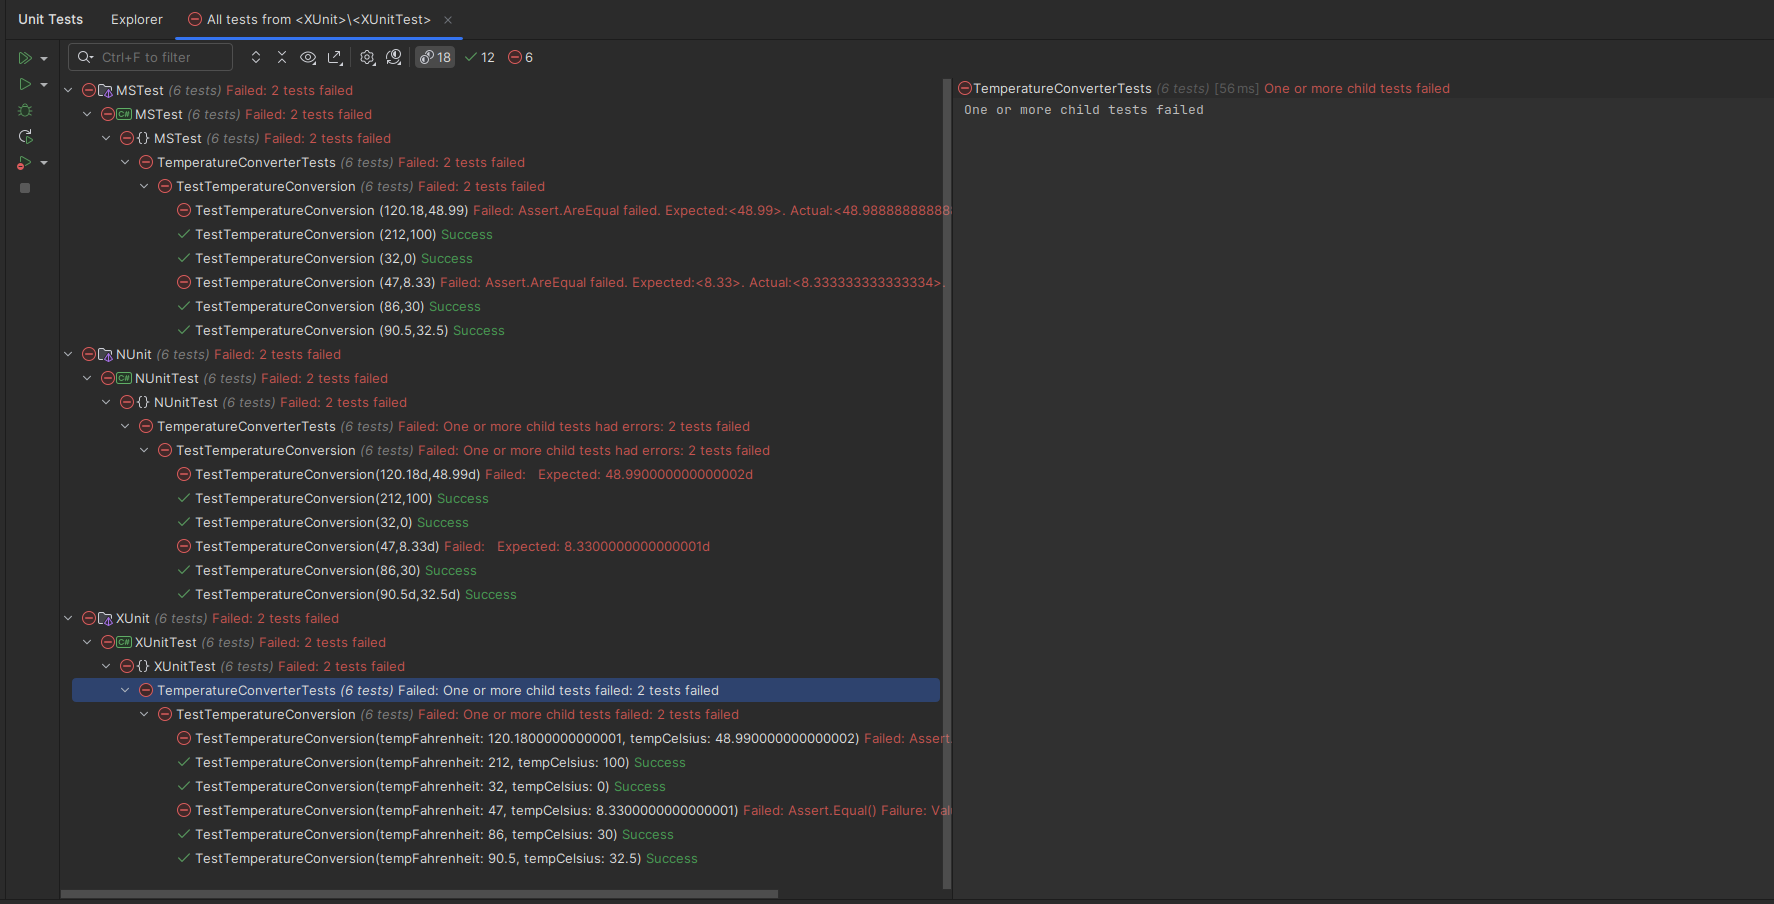 Unit Tests Explorer All tests from <XUnit>\<XUnitTest>
Ctrl+F to filter 18 12 6
MSTest (6 tests) Failed: 2 tests failed
C# MSTest (6 tests) Failed: 2 tests failed
{} MSTest (6 tests) Failed: 2 tests failed
TemperatureConverterTests (6 tests) Failed: 2 tests failed
TestTemperatureConversion (6 tests) Failed: 2 tests failed
TestTemperatureConversion (120.18,48.99) Failed: Assert.AreEqual failed. Expected:<48.99>. Actual:<48.98888888888
TestTemperatureConversion (212,100) Success
TestTemperatureConversion (32,0) Success
TestTemperatureConversion (47,8.33) Failed: Assert.AreEqual failed. Expected:<8.33>. Actual:<8.333333333333334>.
TestTemperatureConversion (86,30) Success
TestTemperatureConversion (90.5,32.5) Success
NUnit (6 tests) Failed: 2 tests failed
C# NUnitTest (6 tests) Failed: 2 tests failed
{} NUnitTest (6 tests) Failed: 2 tests failed
TemperatureConverterTests (6 tests) Failed: One or more child tests had errors: 2 tests failed
TestTemperatureConversion (6 tests) Failed: One or more child tests had errors: 2 tests failed
TestTemperatureConversion(120.18d,48.99d) Failed: Expected: 48.990000000000002d
TestTemperatureConversion(212,100) Success
TestTemperatureConversion(32,0) Success
TestTemperatureConversion(47,8.33d) Failed: Expected: 8.3300000000000001d
TestTemperatureConversion(86,30) Success
TestTemperatureConversion(90.5d,32.5d) Success
XUnit (6 tests) Failed: 2 tests failed
C# XUnitTest (6 tests) Failed: 2 tests failed
{} XUnitTest (6 tests) Failed: 2 tests failed
TemperatureConverterTests (6 tests) Failed: One or more child tests failed: 2 tests failed
TestTemperatureConversion (6 tests) Failed: One or more child tests failed: 2 tests failed
TestTemperatureConversion(tempFahrenheit: 120.18000000000001, tempCelsius: 48.990000000000002) Failed: Assert.
TestTemperatureConversion(tempFahrenheit: 212, tempCelsius: 100) Success
TestTemperatureConversion(tempFahrenheit: 32, tempCelsius: 0) Success
TestTemperatureConversion(tempFahrenheit: 47, tempCelsius: 8.3300000000000001) Failed: Assert.Equal() Failure: Val
TestTemperatureConversion(tempFahrenheit: 86, tempCelsius: 30) Success
TestTemperatureConversion(tempFahrenheit: 90.5, tempCelsius: 32.5) Success
TemperatureConverterTests (6 tests) [56 ms] One or more child tests failed
One or more child tests failed